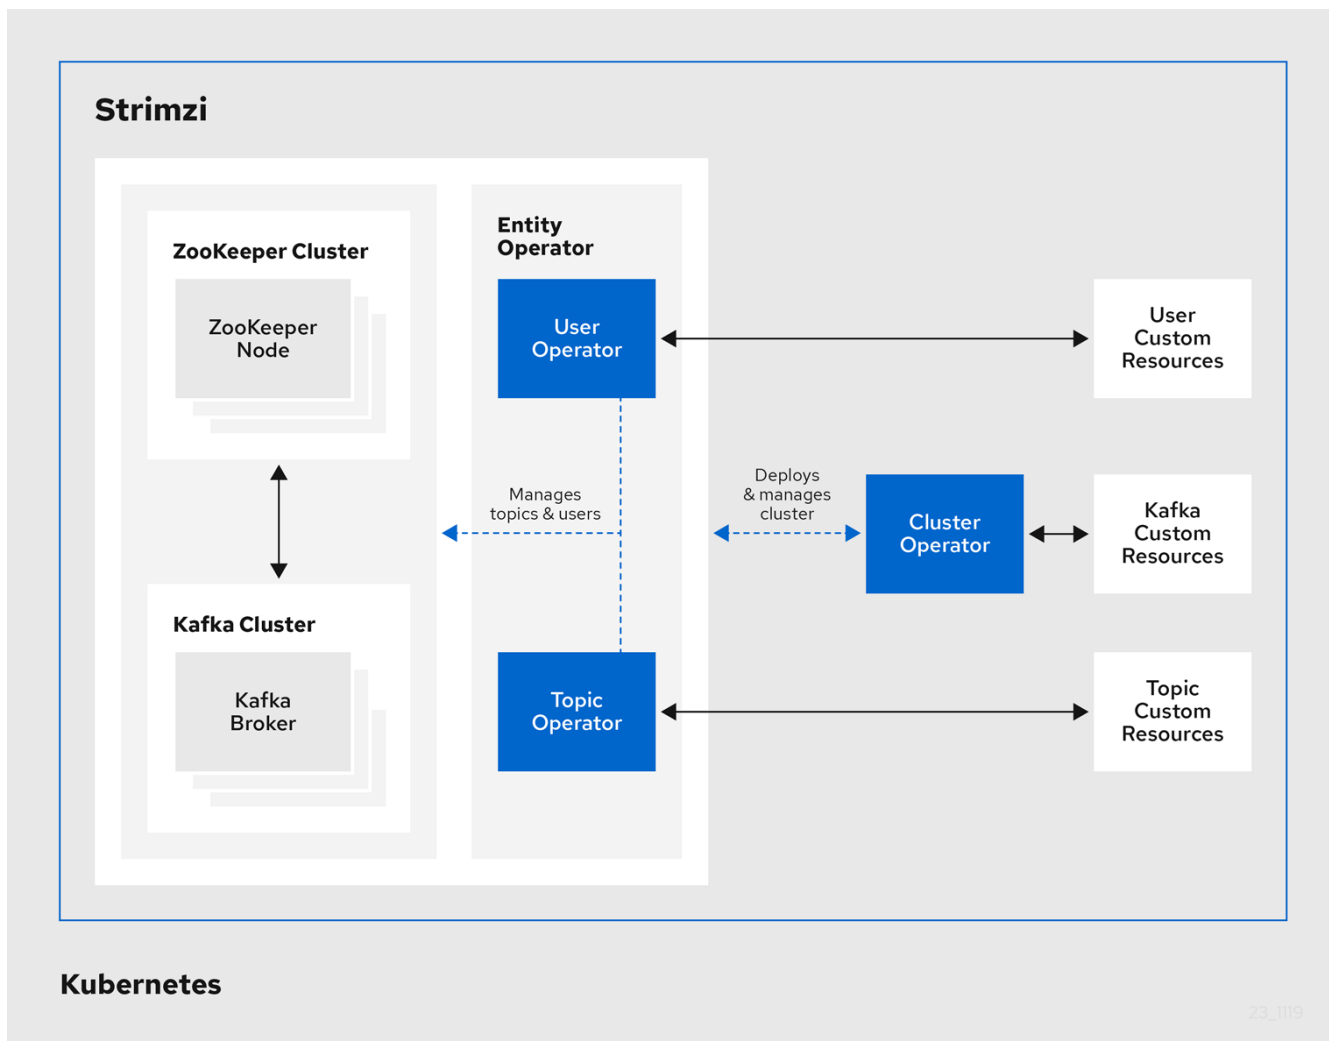 Strimzi
ZooKeeper Cluster
ZooKeeper
Node
Kafka Cluster
Kafka
Broker
Entity
Operator
User
Operator
Manages
topics & users
Topic
Operator
Deploys
& manages
cluster
Cluster
Operator
User
Custom
Resources
Kafka
Custom
Resources
Topic
Custom
Resources
Kubernetes
23_1119